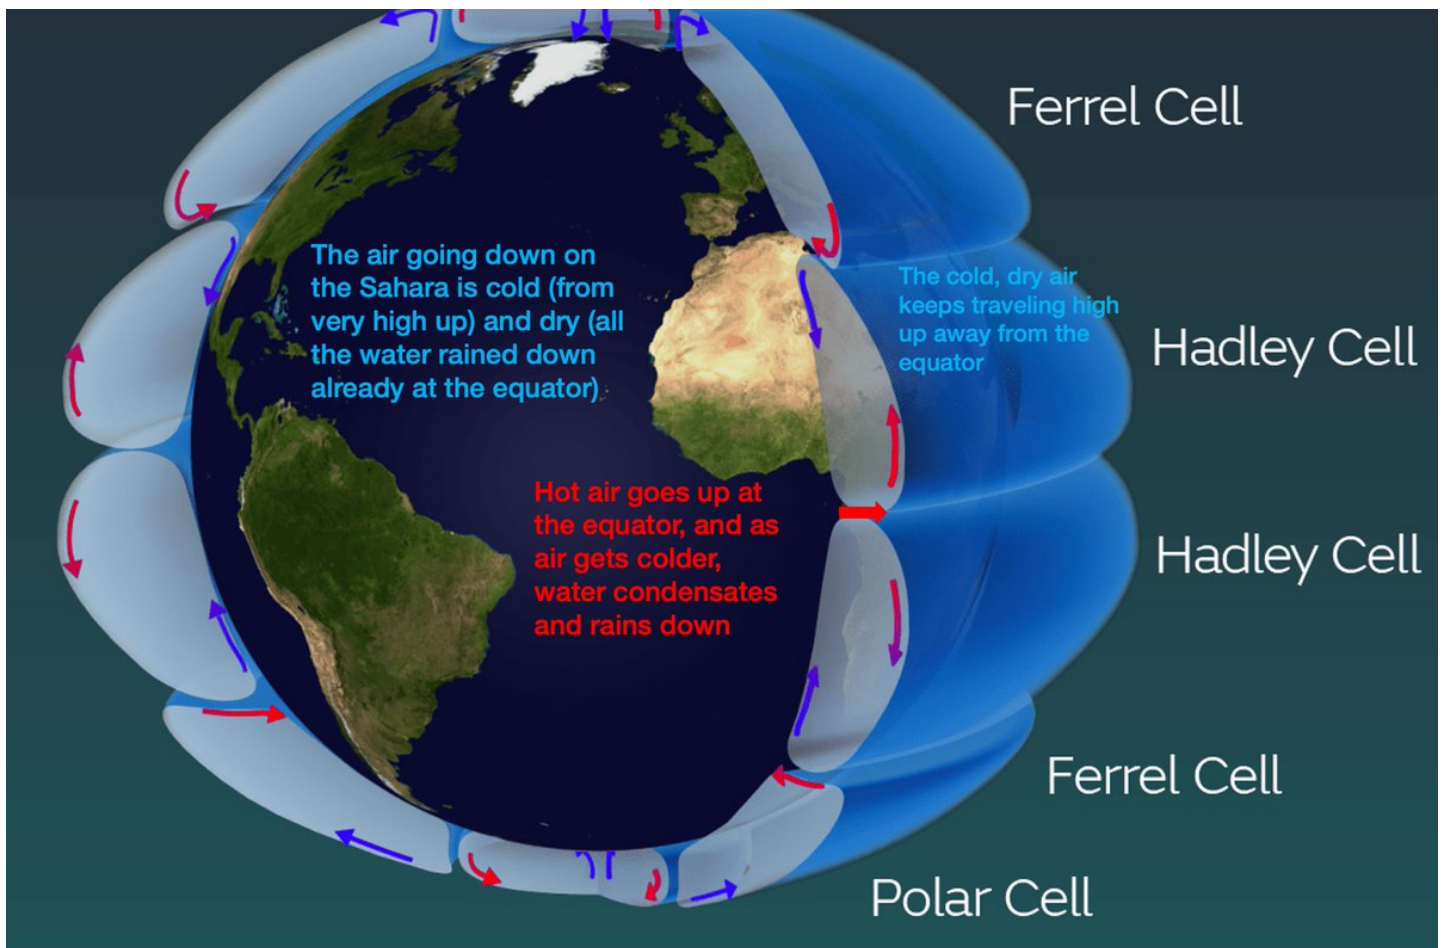 Ferrel Cell
The air going down on
the Sahara is cold (from
very high up) and dry (all
the water rained down
already at the equator)
The cold, dry air
keeps traveling high
up away from the
equator
Hadley Cell
Hot air goes up at
the equator, and as
air gets colder,
water condensates
and rains down
Hadley Cell
Ferrel Cell
Polar Cell